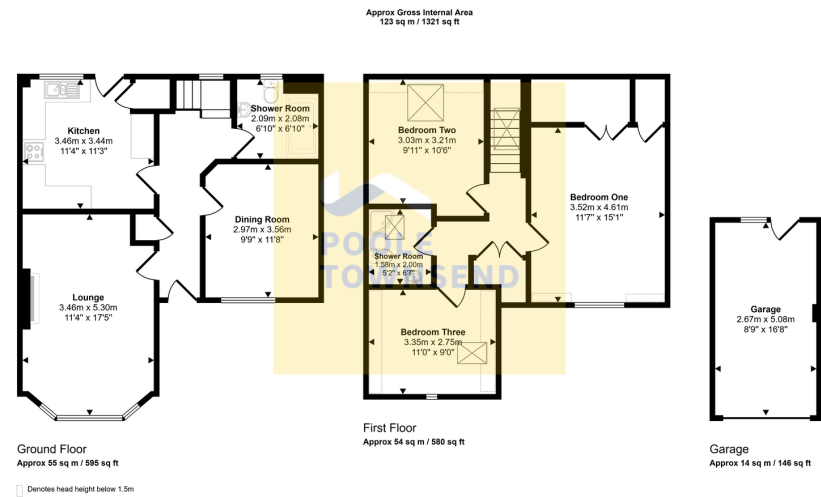 Approx Gross Internal Area
123 sq m / 1321 sq ft
Kitchen
3.46m x 3.44m
11'4" x 11'3"
Shower Room
2.09m x 2.08m
6'10" x 6'10"
Dining Room
2.97m x 3.56m
9'9" x 11'8"
Lounge
3.46m x 5.30m
11'4" x 17'5"
Ground Floor
Approx 55 sq m / 595 sq ft
Denotes head height below 1.5m
Bedroom Two
3.03m x 3.21m
9'11" x 10'6"
Bedroom One
3.52m x 4.61m
11'7" x 15'1"
POOLE
TOWNSEND
Shower Room
1.58m x 2.00m
5'2" x 6'7"
Bedroom Three
3.35m x 2.75m
11'0" x 9'0"
First Floor
Approx 54 sq m / 580 sq ft
Garage
2.67m x 5.08m
8'9" x 16'8"
Garage
Approx 14 sq m / 146 sq ft